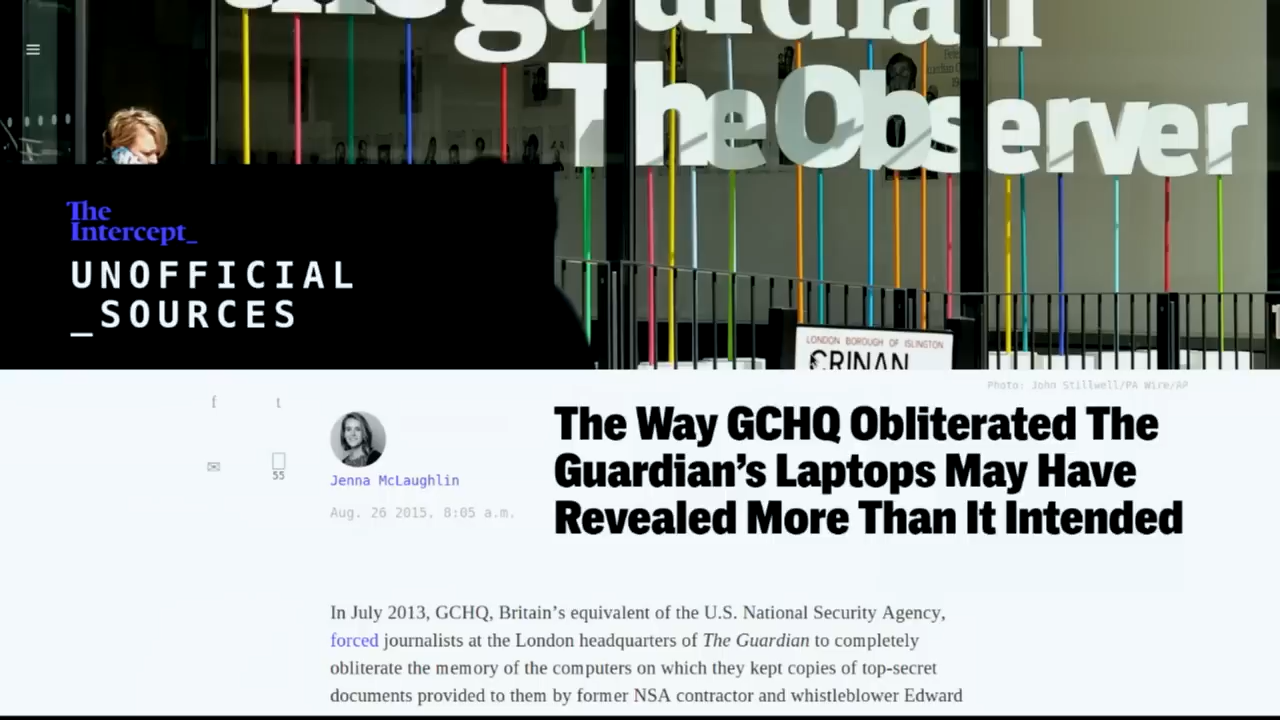 the guardian
The Observer
LONDON BOROUGH OF ISLINGTON
CRINAN
The
Intercept_
UNOFFICIAL
_SOURCES
Photo: John Stillwell/PA Wire/AP
f t
55
Jenna McLaughlin
Aug. 26 2015, 8:05 a.m.
The Way GCHQ Obliterated The
Guardian’s Laptops May Have
Revealed More Than It Intended
In July 2013, GCHQ, Britain’s equivalent of the U.S. National Security Agency,
forced journalists at the London headquarters of The Guardian to completely
obliterate the memory of the computers on which they kept copies of top-secret
documents provided to them by former NSA contractor and whistleblower Edward